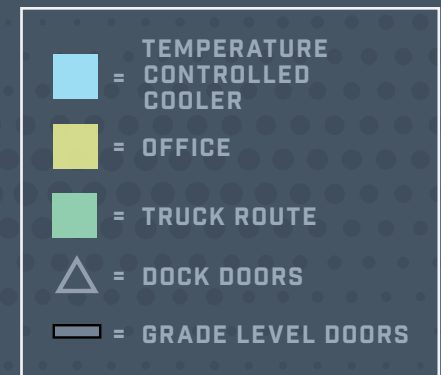 TEMPERATURE
= CONTROLLED
COOLER
= OFFICE
= TRUCK ROUTE
= DOCK DOORS
= GRADE LEVEL DOORS